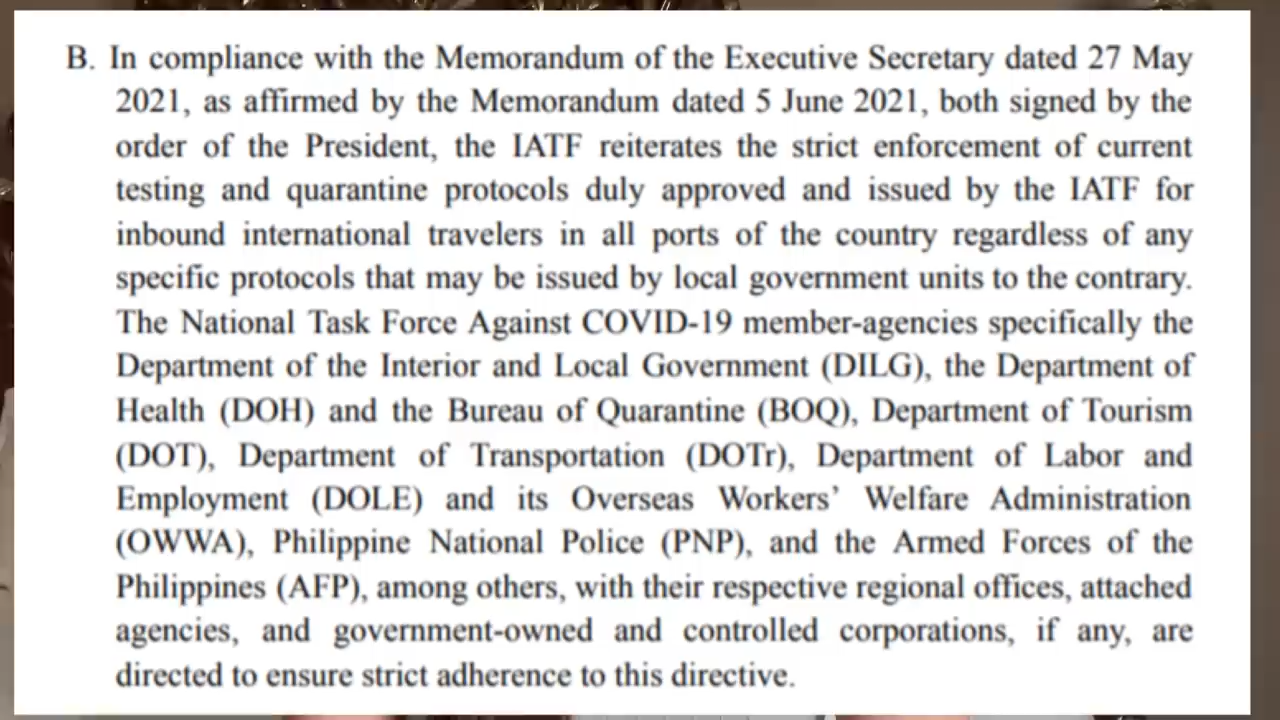 B. In compliance with the Memorandum of the Executive Secretary dated 27 May
2021, as affirmed by the Memorandum dated 5 June 2021, both signed by the
order of the President, the IATF reiterates the strict enforcement of current
testing and quarantine protocols duly approved and issued by the IATF for
inbound international travelers in all ports of the country regardless of any
specific protocols that may be issued by local government units to the contrary.
The National Task Force Against COVID-19 member-agencies specifically the
Department of the Interior and Local Government (DILG), the Department of
Health (DOH) and the Bureau of Quarantine (BOQ), Department of Tourism
(DOT), Department of Transportation (DOTr), Department of Labor and
Employment (DOLE) and its Overseas Workers’ Welfare Administration
(OWWA), Philippine National Police (PNP), and the Armed Forces of the
Philippines (AFP), among others, with their respective regional offices, attached
agencies, and government-owned and controlled corporations, if any, are
directed to ensure strict adherence to this directive.